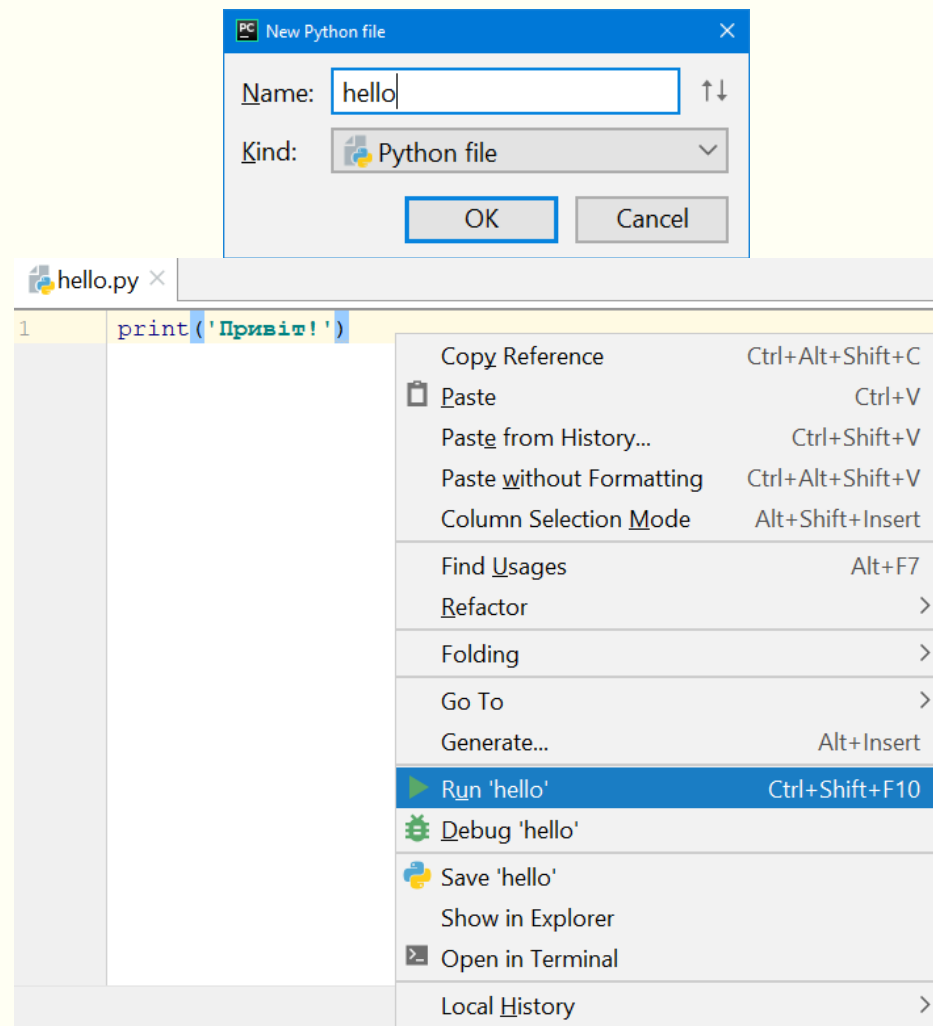 New Python file
Name: hello
Kind: Python file
OK Cancel
hello.py
1 print('Привіт!')
Copy Reference Ctrl+Alt+Shift+C
Paste Ctrl+V
Paste from History... Ctrl+Shift+V
Paste without Formatting Ctrl+Alt+Shift+V
Column Selection Mode Alt+Shift+Insert
Find Usages Alt+F7
Refactor
Folding
Go To
Generate... Alt+Insert
Run 'hello' Ctrl+Shift+F10
Debug 'hello'
Save 'hello'
Show in Explorer
Open in Terminal
Local History